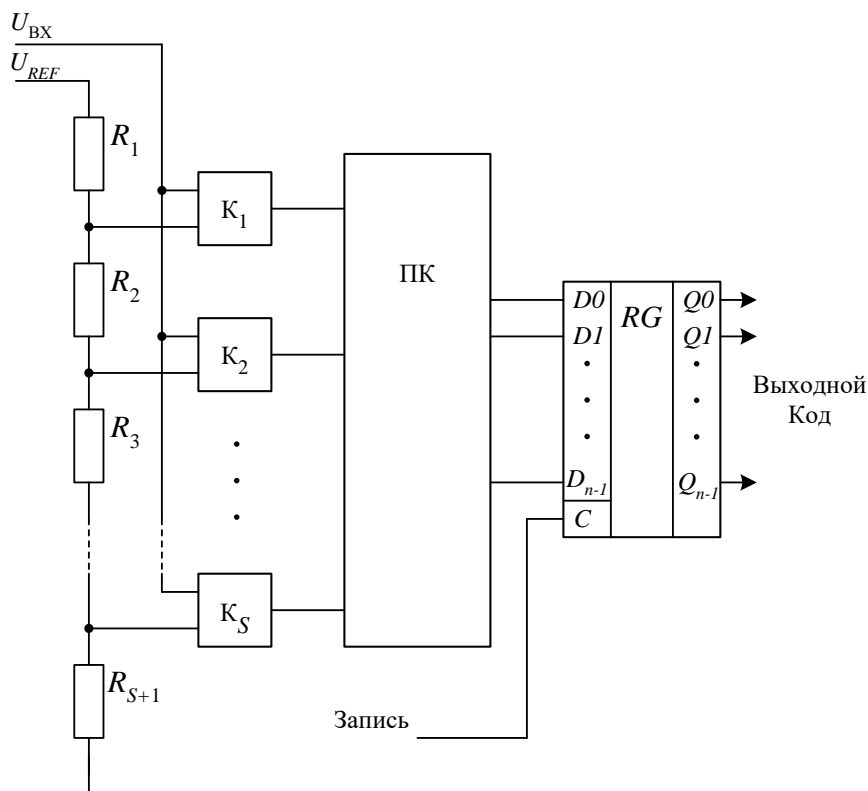 U_ВХ
U_REF
R_1
К_1
R_2
ПК
К_2
R_3
D0 RG Q0
D1 Q1
D_n-1 Q_n-1
C
Выходной
Код
К_S
R_S+1
Запись